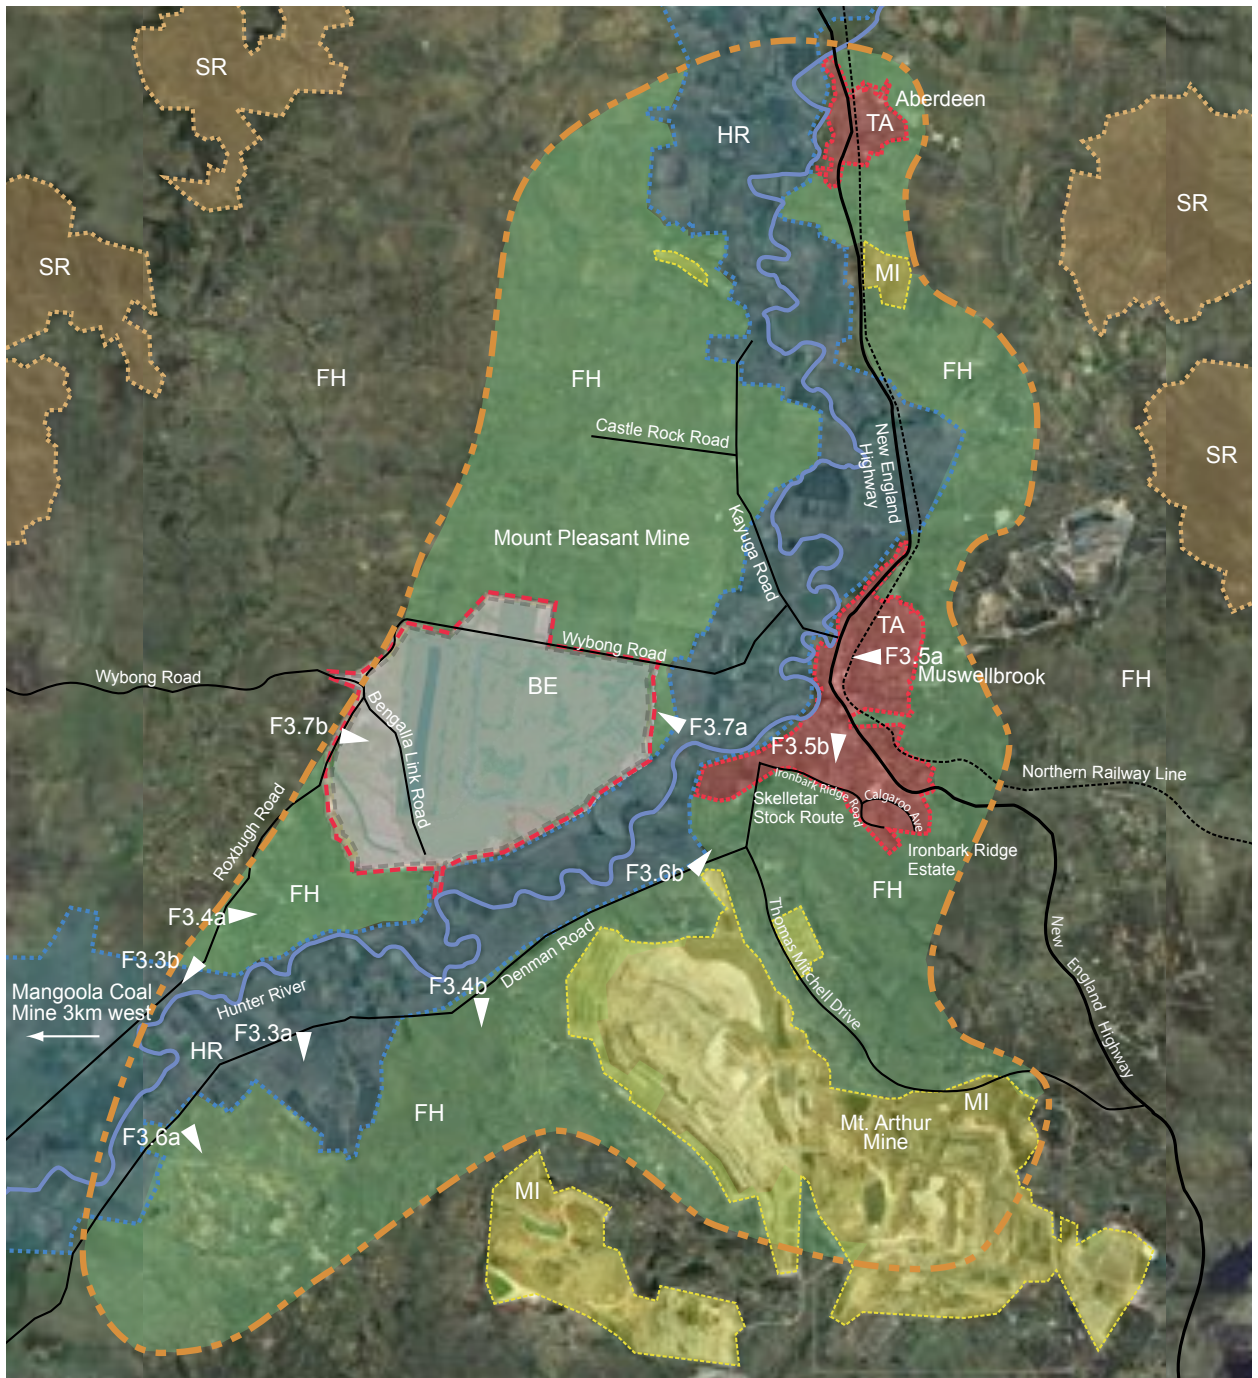 SR
Aberdeen
TA
HR
SR
SR
MI
FH
FH
FH
Castle Rock Road
New England
Highway
SR
Kayuga Road
Mount Pleasant Mine
TA
Wybong Road
F3.5a
Muswellbrook
Wybong Road
BE
FH
Bengalla Link Road
F3.7b
F3.7a
F3.5b
Northern Railway Line
Ironbark Ridge Road
Calgaroo Ave
Skelletar
Stock Route
Roxbugh Road
Ironbark Ridge
Estate
F3.6b
FH
FH
F3.4a
Thomas Mitchell Drive
New England Highway
Denman Road
F3.3b
Mangoola Coal
Mine 3km west
Hunter River
F3.4b
F3.3a
HR
FH
MI
Mt. Arthur
Mine
F3.6a
MI